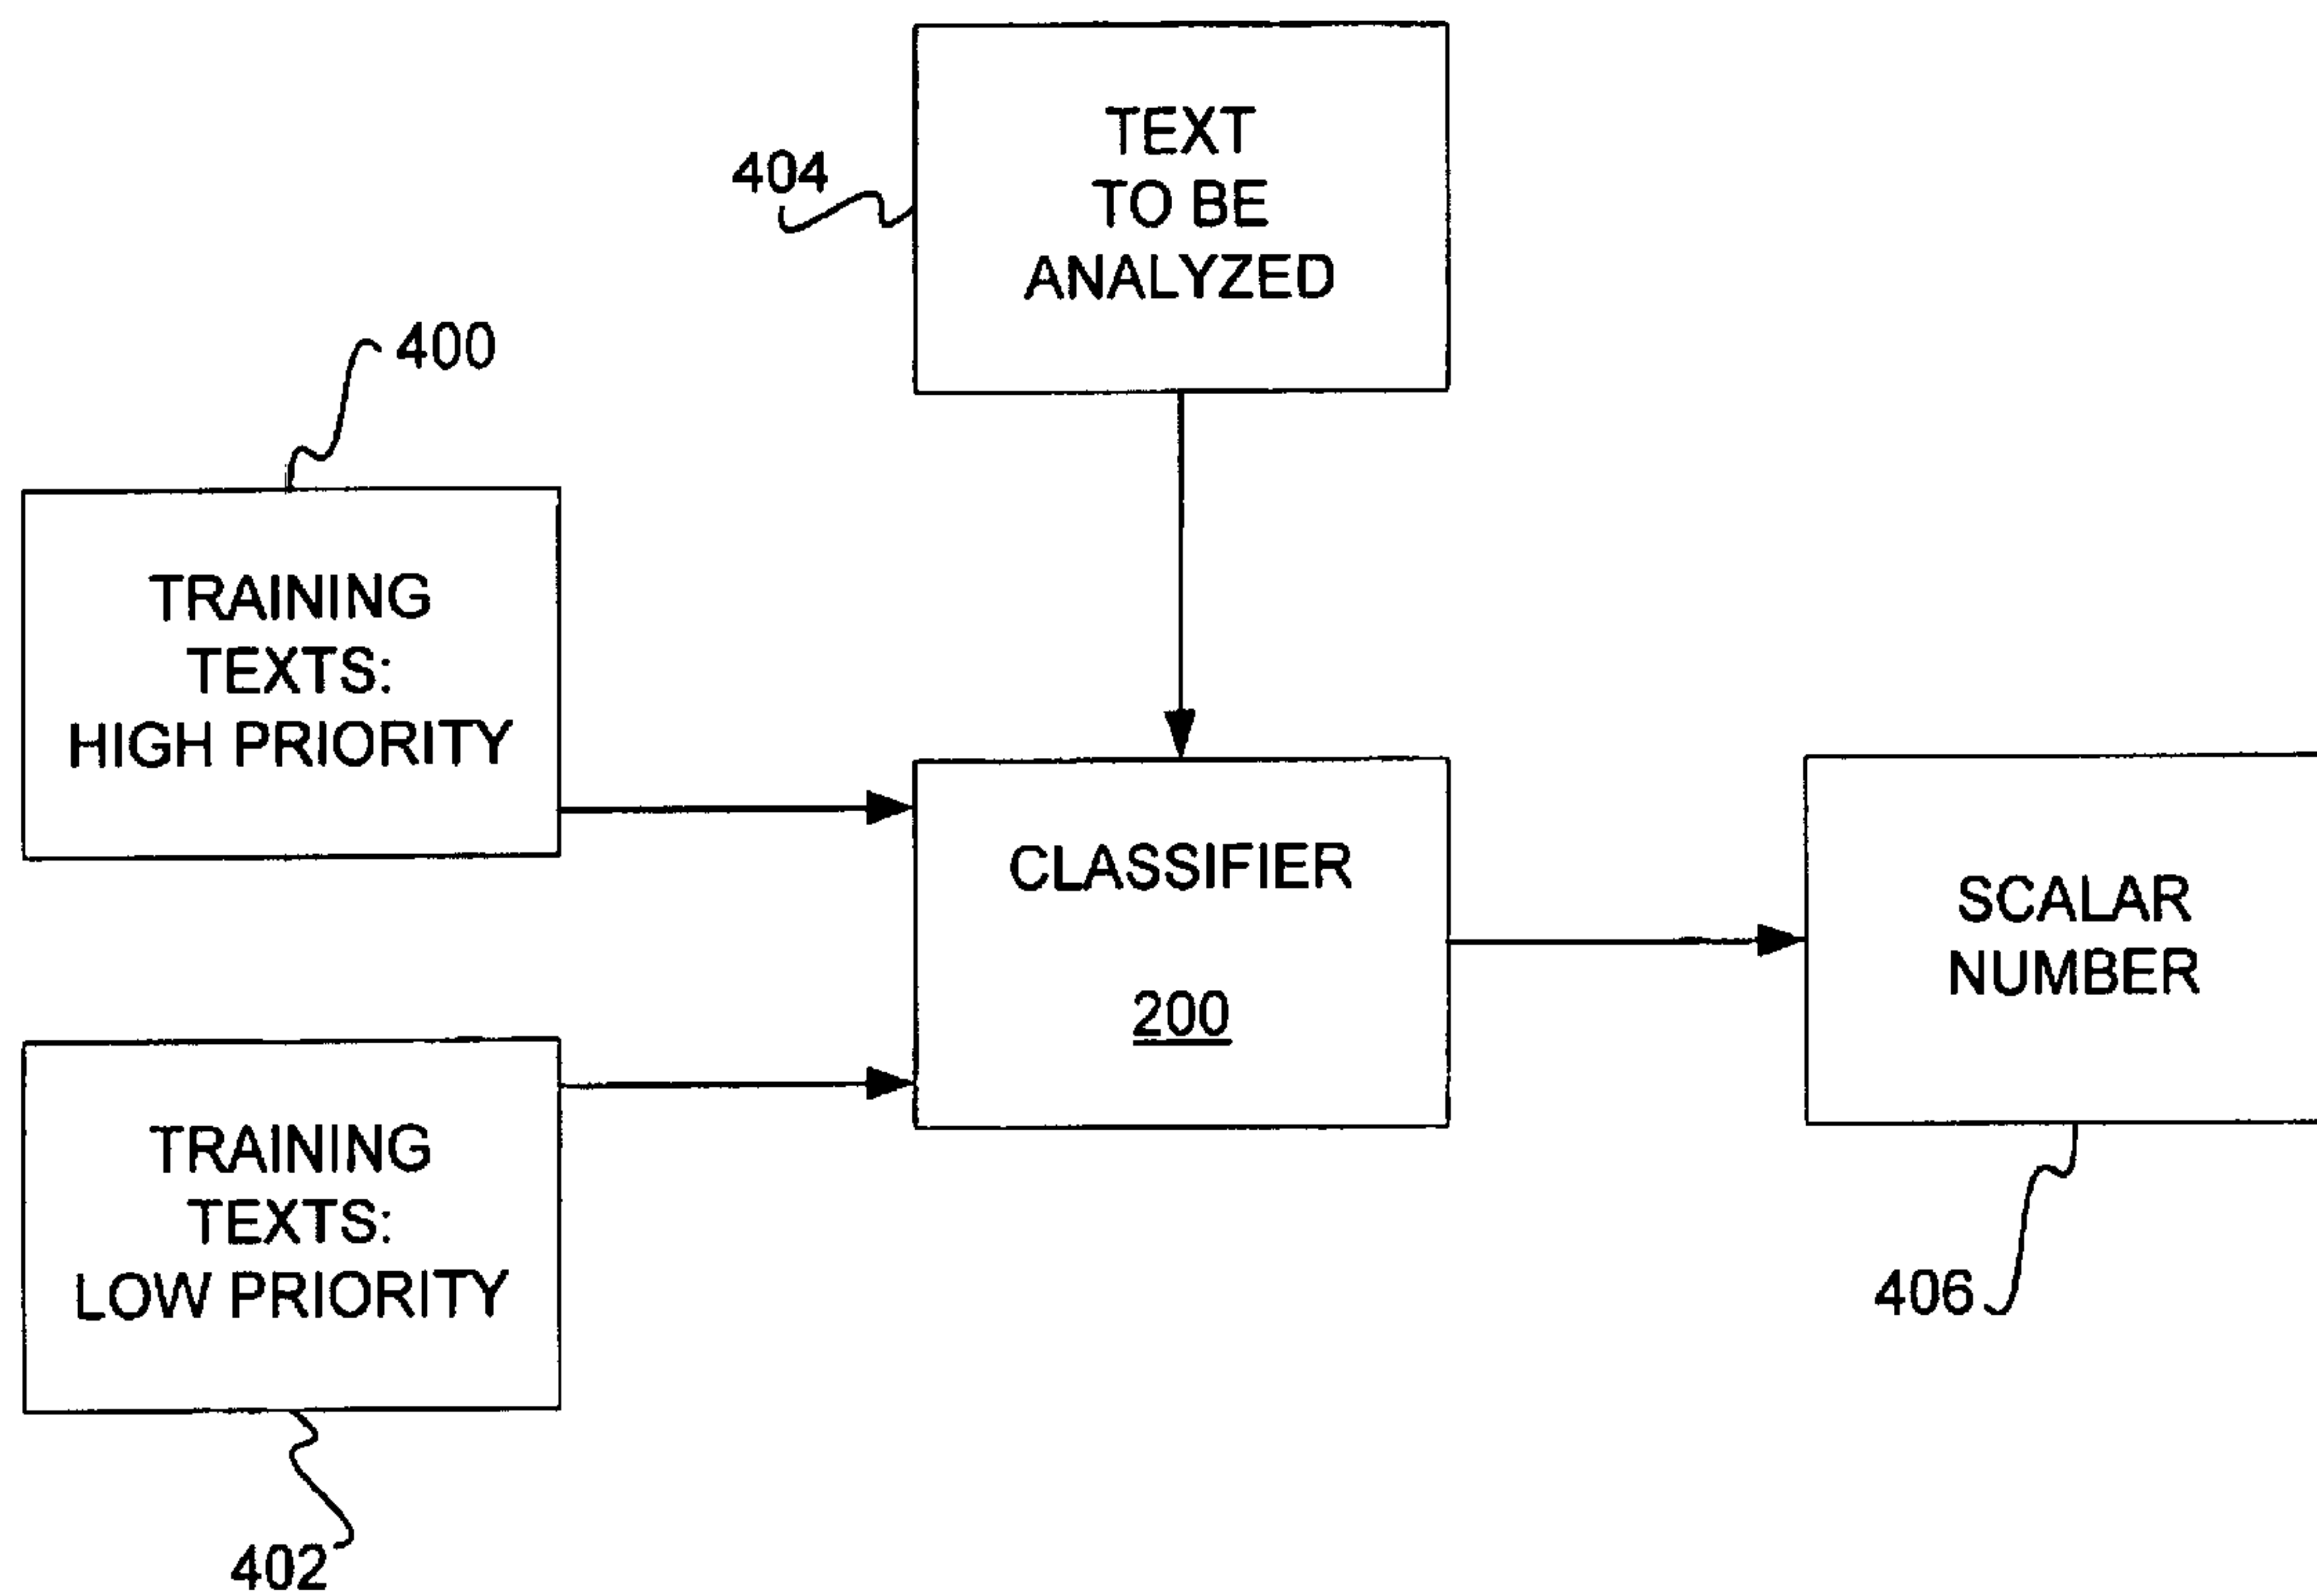 TEXT
TO BE
ANALYZED
404
400
TRAINING
TEXTS:
HIGH PRIORITY
CLASSIFIER
200
SCALAR
NUMBER
TRAINING
TEXTS:
LOW PRIORITY
406
402